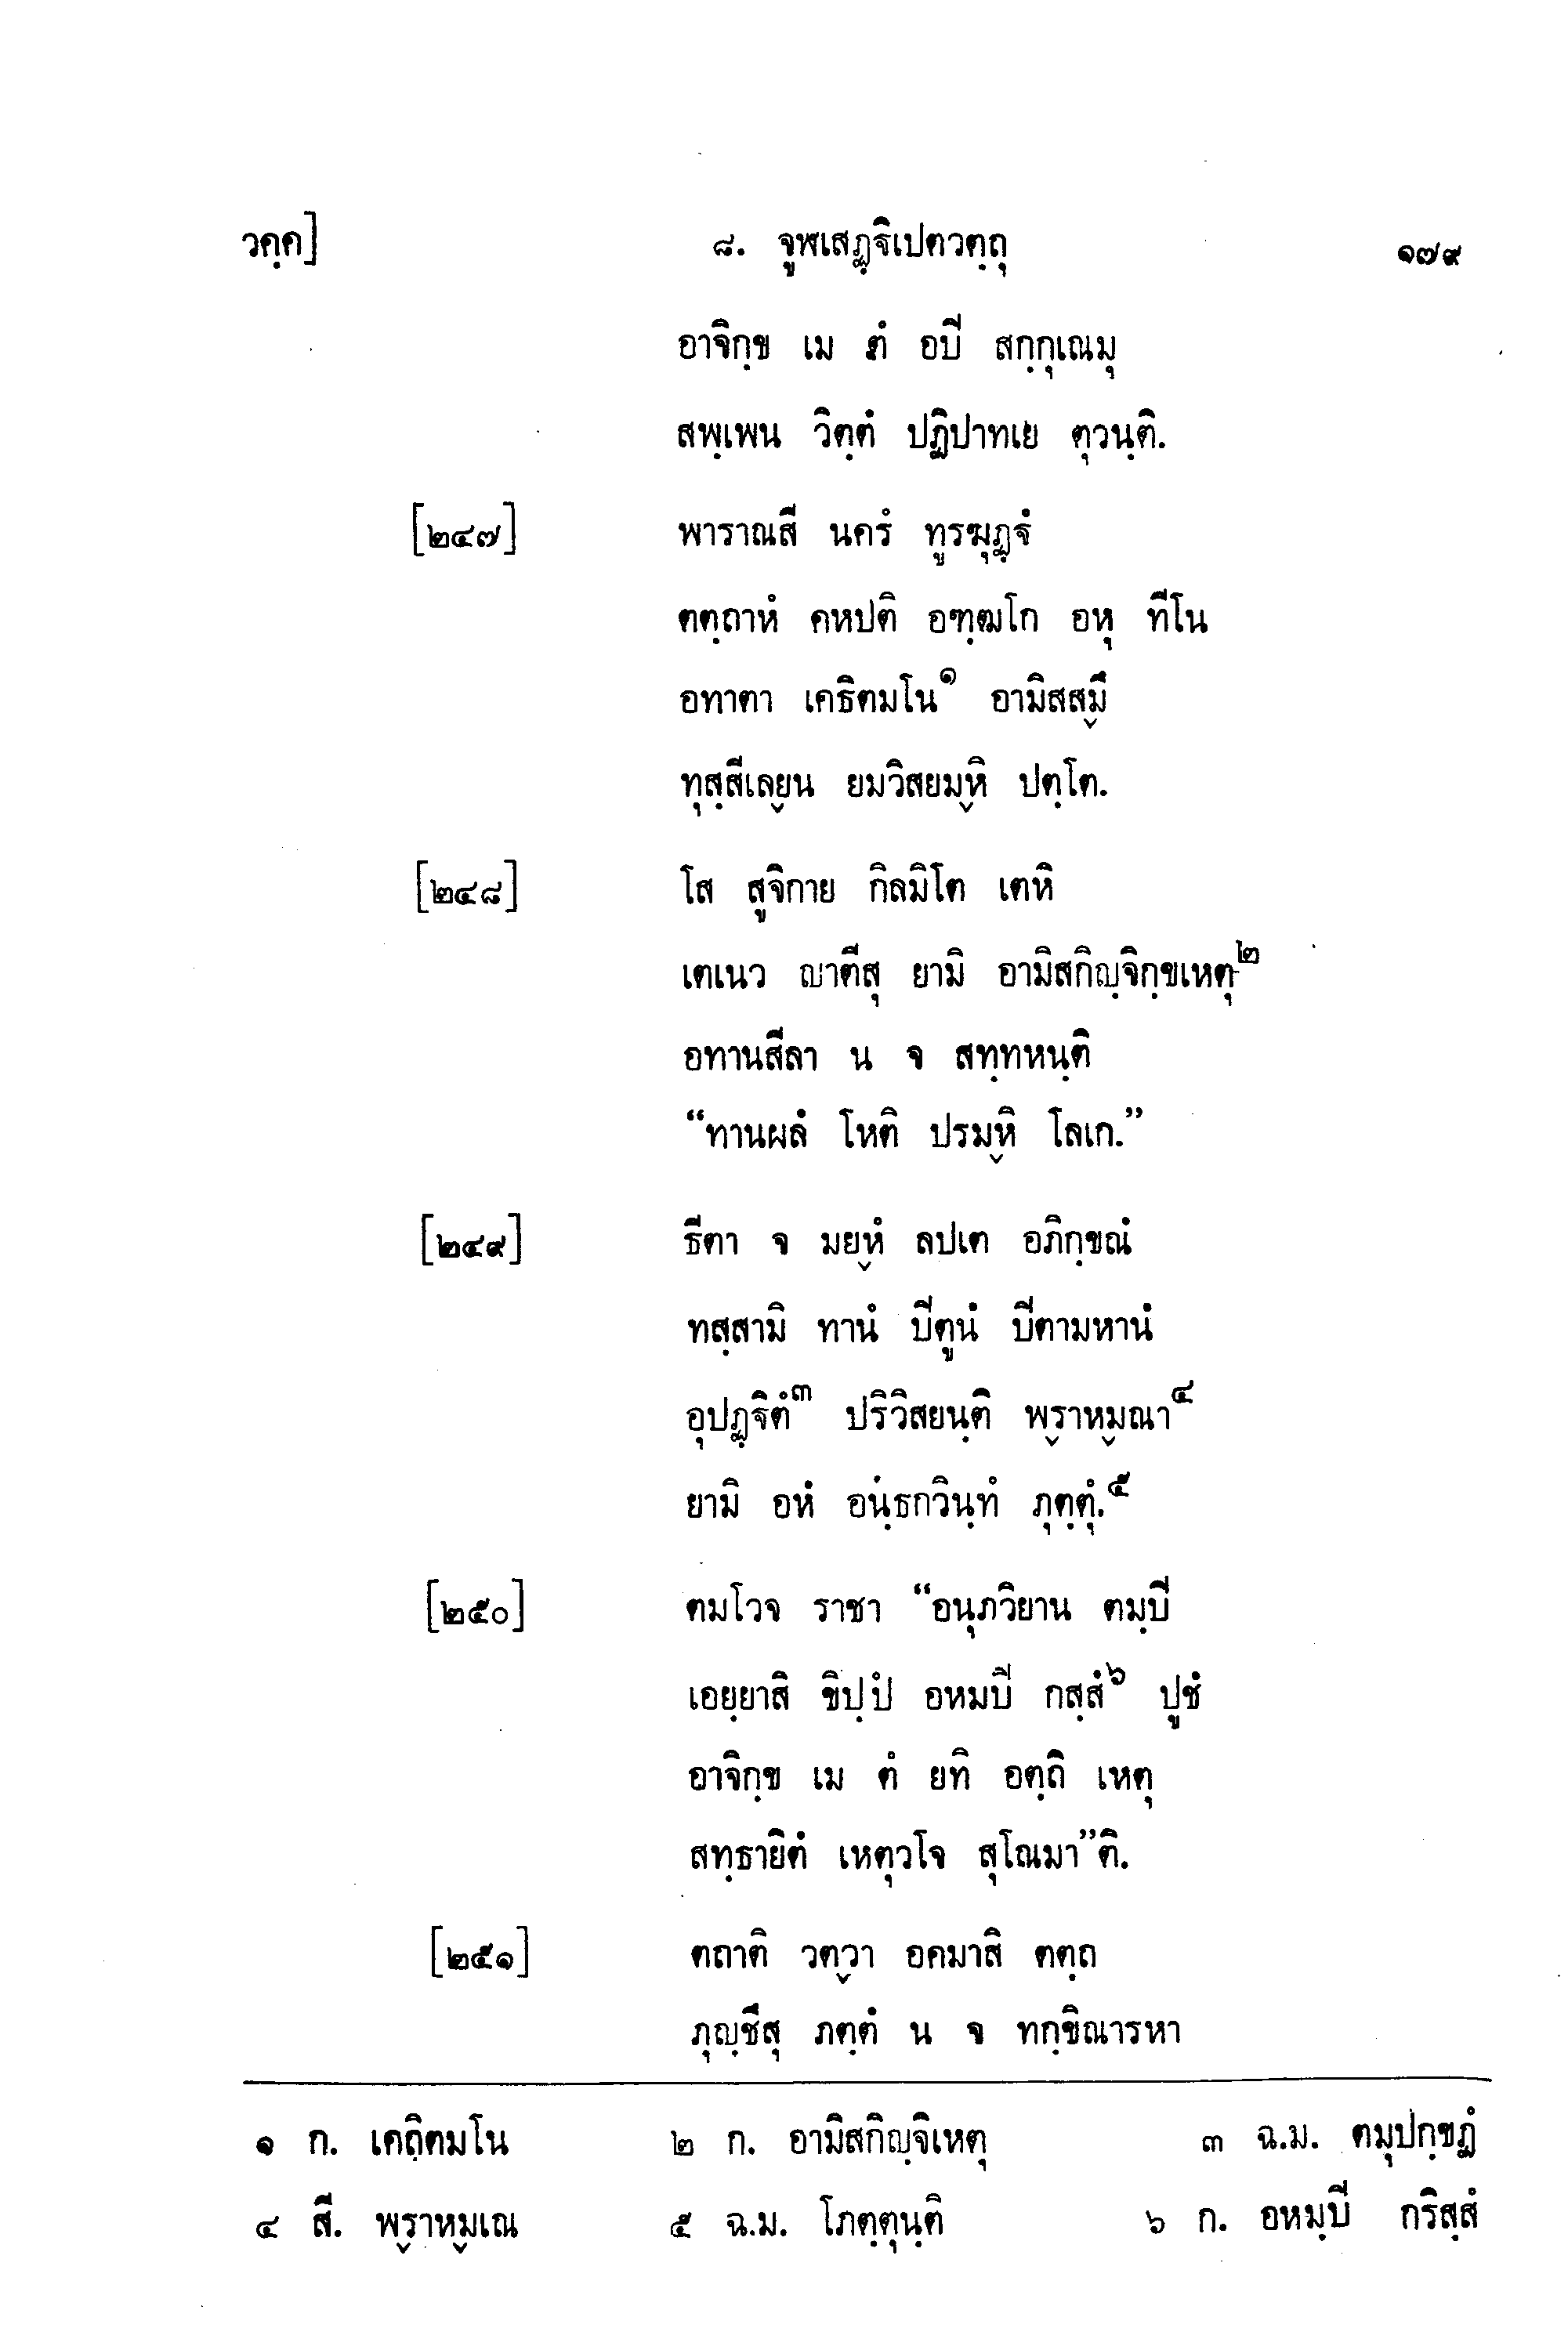 วคฺค] ๘. จูฬเสฏฺฐิเปตวตฺถุ ๑๗๙
อาจิกฺข เม ตํ อปิ สกฺกุเณมุ
สพฺเพน วิตฺตํ ปฏิปาทเย ตุวนฺติ.
[๒๔๗] พาราณสี นครํ ทูรฆุฏฺฐํ
ตตฺถาหํ คหปติ อฑฺฒโก อหุ ทีโน
อทาตา เคธิตมโน๑ อามิสสฺมึ
ทุสฺสีเลฺยน ยมวิสยมฺหิ ปตฺโต.
[๒๔๘] โส สูจิกาย กิลมิโต เตหิ
เตเนว ญาตีสุ ยามิ อามิสกิญฺจิกฺขเหตุ๒
อทานสีลา น จ สทฺทหนฺติ
“ทานผลํ โหติ ปรมฺหิ โลเก.”
[๒๔๙] ธีตา จ มยฺหํ ลปเต อภิกฺขณํ
ทสฺสามิ ทานํ ปิตูนํ ปิตามหานํ
อุปฏฺฐิตํ๓ ปริวิสยนฺติ พฺราหฺมณา๔
ยามิ อหํ อนฺธกวินฺทํ ภุตฺตุํ.๕
[๒๕๐] ตมโวจ ราชา “อนุภวิยาน ตมฺปิ
เอยฺยาสิ ขิปฺปํ อหมปิ กสฺสํ๖ ปูชํ
อาจิกฺข เม ตํ ยทิ อตฺถิ เหตุ
สทฺธายิตํ เหตุวโจ สุโณมา”ติ.
[๒๕๑] ตถาติ วตฺวา อคมาสิ ตตฺถ
ภุญฺชึสุ ภตฺตํ น จ ทกฺขิณารหา
๑ ก. เคถฺิตมโน ๒ ก. อามิสกิญฺจิเหตุ ๓ ฉ.ม. ตมุปกฺขฏํ
๔ สี. พฺราหฺมเณ ๕ ฉ.ม. โภตฺตุนฺติ ๖ ก. อหมฺปิ กริสฺสํ